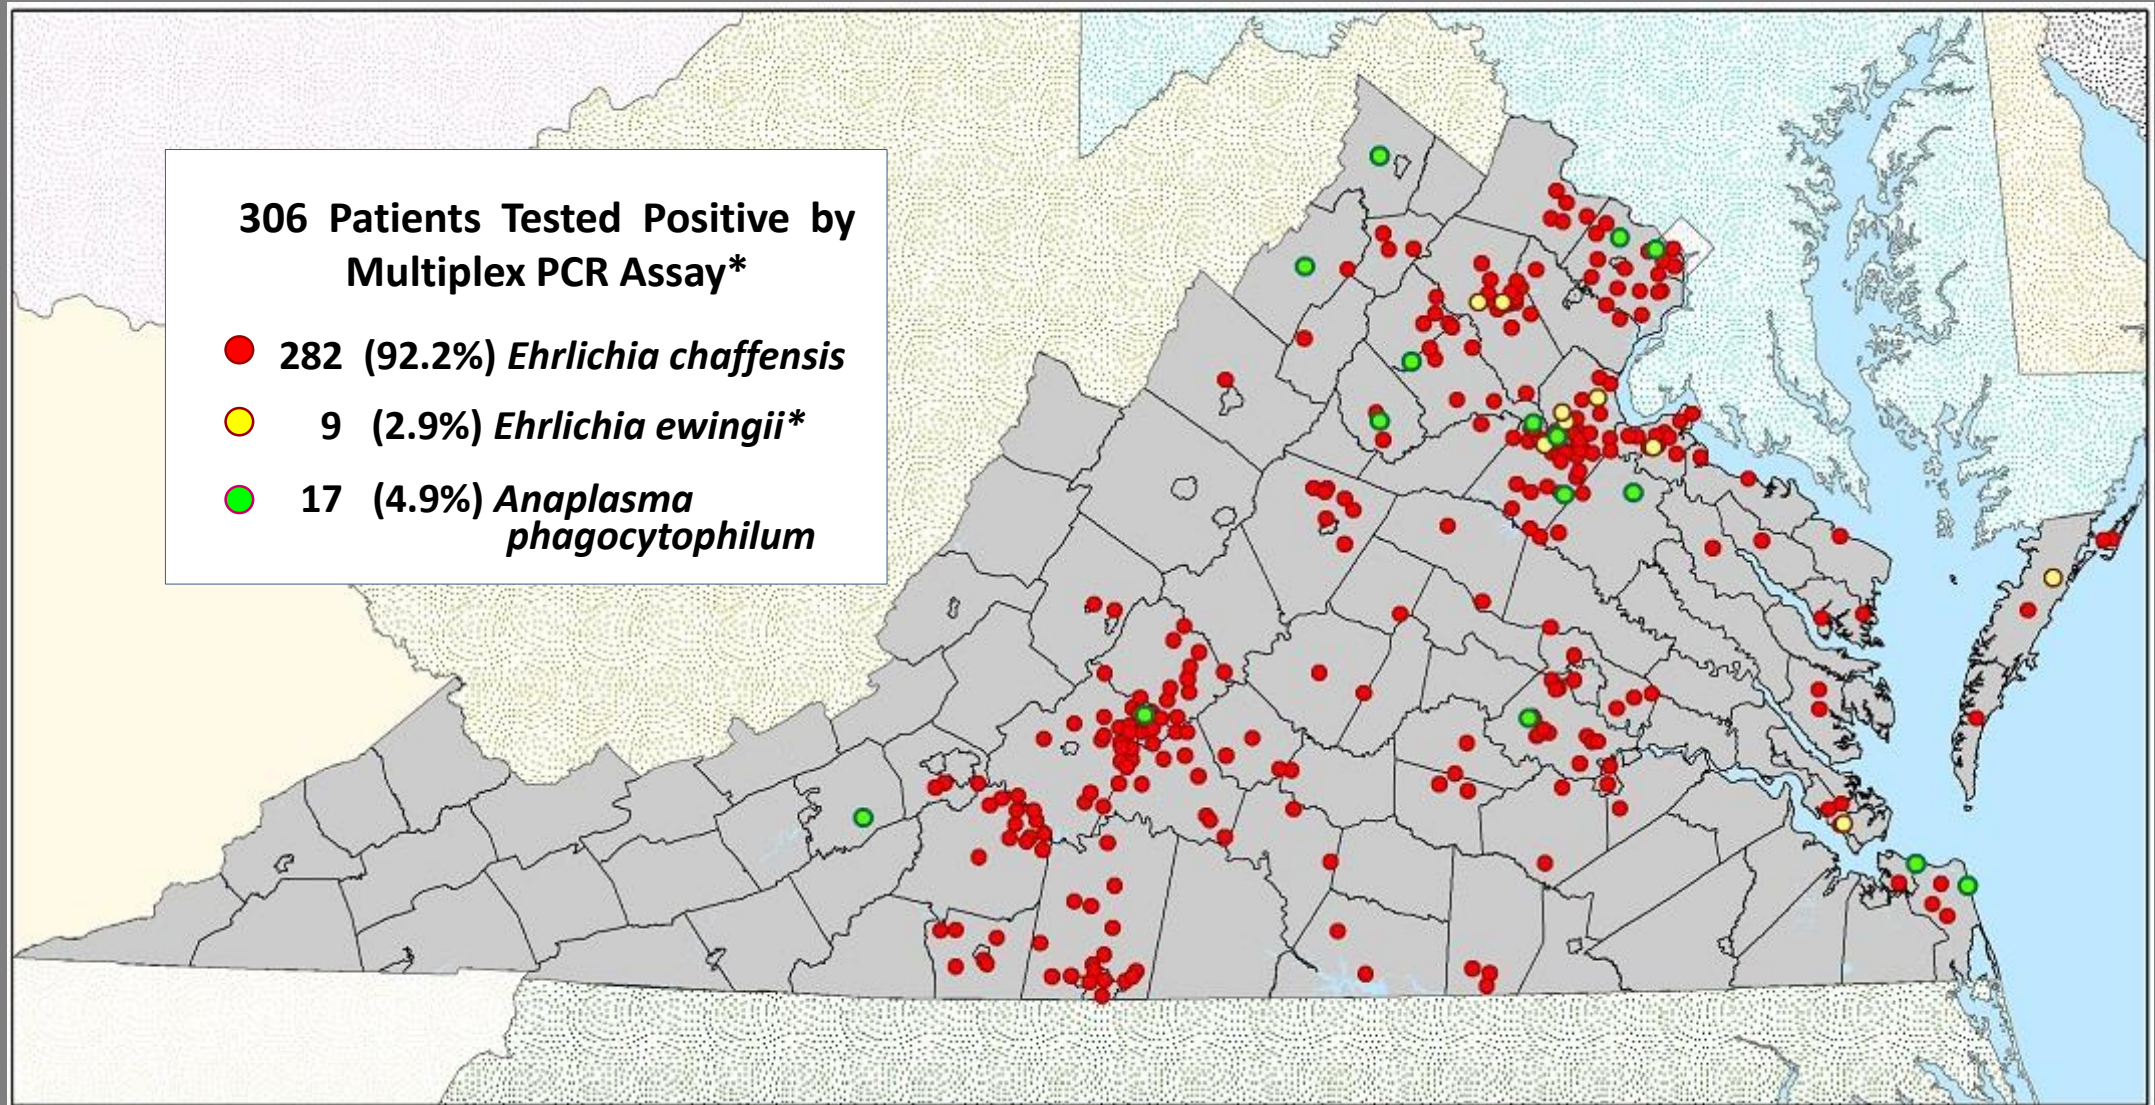 306 Patients Tested Positive by
Multiplex PCR Assay*
282 (92.2%) Ehrlichia chaffensis
9 (2.9%) Ehrlichia ewingii*
17 (4.9%) Anaplasma
phagocytophilum